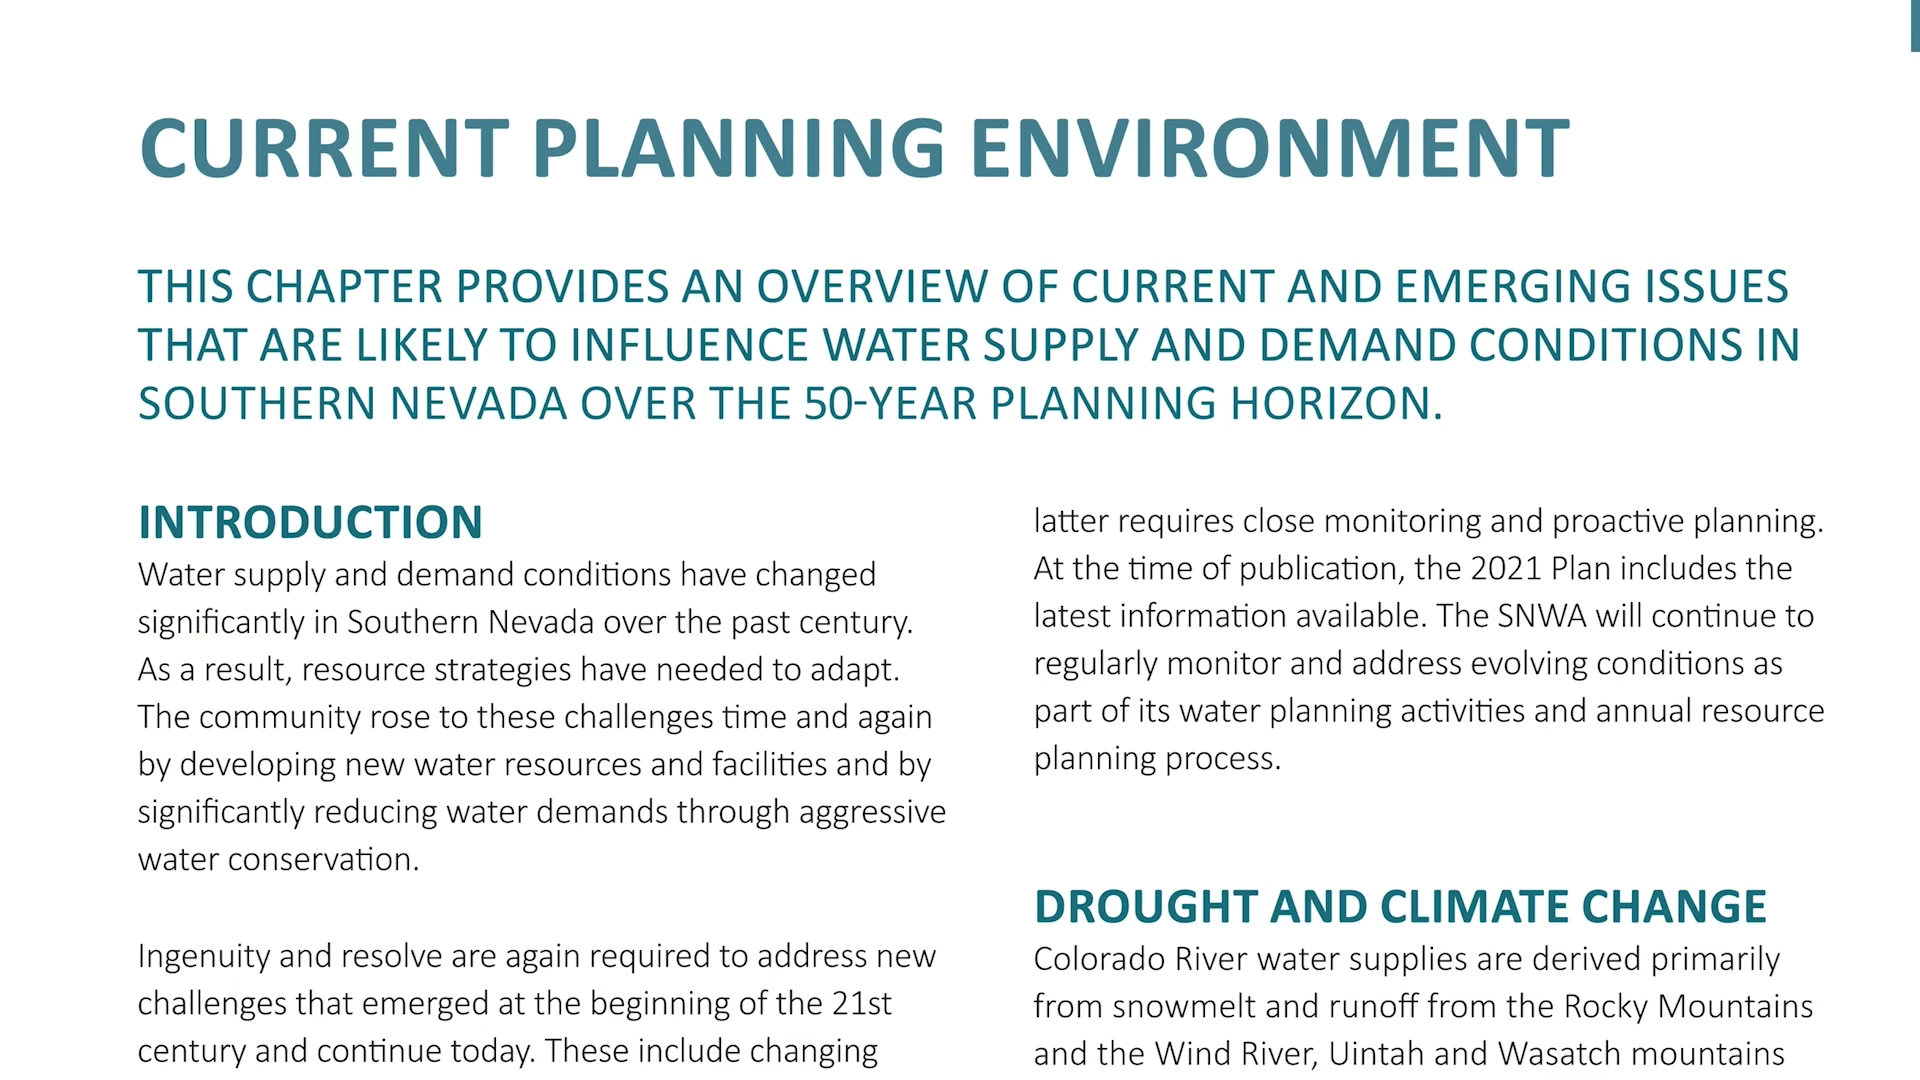 CURRENT PLANNING ENVIRONMENT
THIS CHAPTER PROVIDES AN OVERVIEW OF CURRENT AND EMERGING ISSUES
THAT ARE LIKELY TO INFLUENCE WATER SUPPLY AND DEMAND CONDITIONS IN
SOUTHERN NEVADA OVER THE 50-YEAR PLANNING HORIZON.
INTRODUCTION
Water supply and demand conditions have changed
significantly in Southern Nevada over the past century.
As a result, resource strategies have needed to adapt.
The community rose to these challenges time and again
by developing new water resources and facilities and by
significantly reducing water demands through aggressive
water conservation.
Ingenuity and resolve are again required to address new
challenges that emerged at the beginning of the 21st
century and continue today. These include changing
latter requires close monitoring and proactive planning.
At the time of publication, the 2021 Plan includes the
latest information available. The SNWA will continue to
regularly monitor and address evolving conditions as
part of its water planning activities and annual resource
planning process.
DROUGHT AND CLIMATE CHANGE
Colorado River water supplies are derived primarily
from snowmelt and runoff from the Rocky Mountains
and the Wind River, Uintah and Wasatch mountains